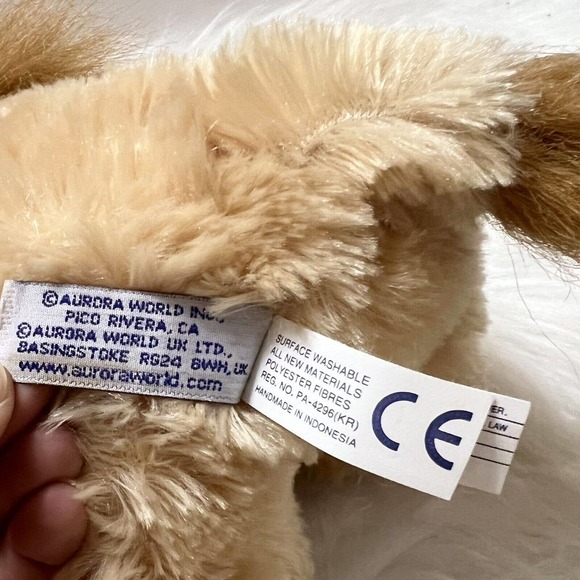 ©AURORA WORLD INC.,
PICO RIVERA, CA
©AURORA WORLD UK LTD.,
BASINGSTOKE RG24 8WH, UK
www.auroraworld.com
SURFACE WASHABLE
ALL NEW MATERIALS
POLYESTER FIBRES
REG. NO. PA-4296(KR)
HANDMADE IN INDONESIA
CE
ER.
LAW